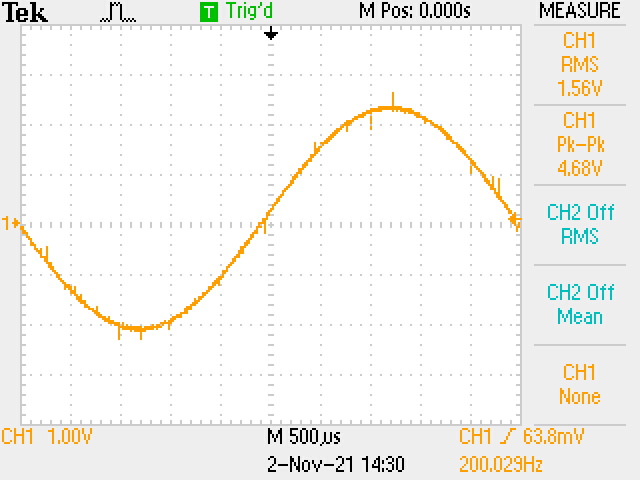 Tek T Trig'd M Pos: 0.000s MEASURE
CH1
RMS
1.56V
CH1
Pk-Pk
4.68V
CH2 Off
RMS
CH2 Off
Mean
CH1
None
1
CH1 1.00V M 500µs CH1 63.8mV
2-Nov-21 14:30 200.029Hz